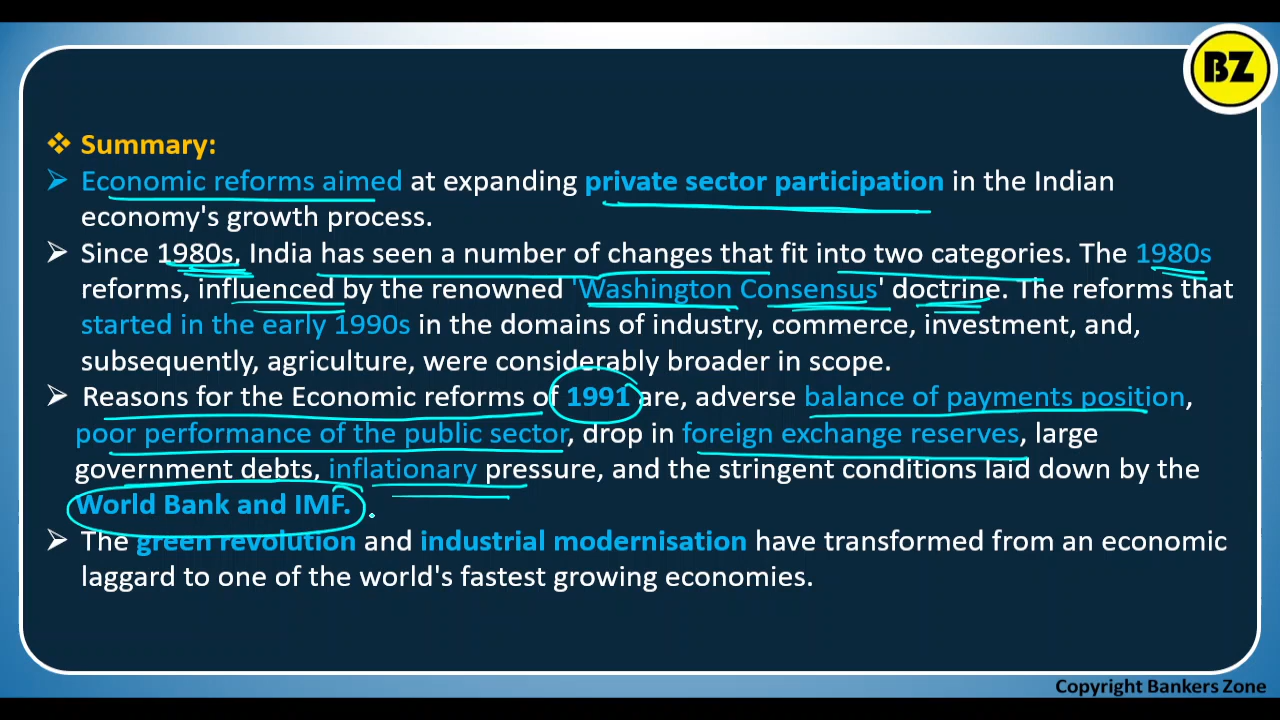 BZ
Summary:
Economic reforms aimed at expanding private sector participation in the Indian
economy's growth process.
Since 1980s, India has seen a number of changes that fit into two categories. The 1980s
reforms, influenced by the renowned 'Washington Consensus' doctrine. The reforms that
started in the early 1990s in the domains of industry, commerce, investment, and,
subsequently, agriculture, were considerably broader in scope.
Reasons for the Economic reforms of 1991 are, adverse balance of payments position,
poor performance of the public sector, drop in foreign exchange reserves, large
government debts, inflationary pressure, and the stringent conditions laid down by the
World Bank and IMF.
The green revolution and industrial modernisation have transformed from an economic
laggard to one of the world's fastest growing economies.
Copyright Bankers Zone